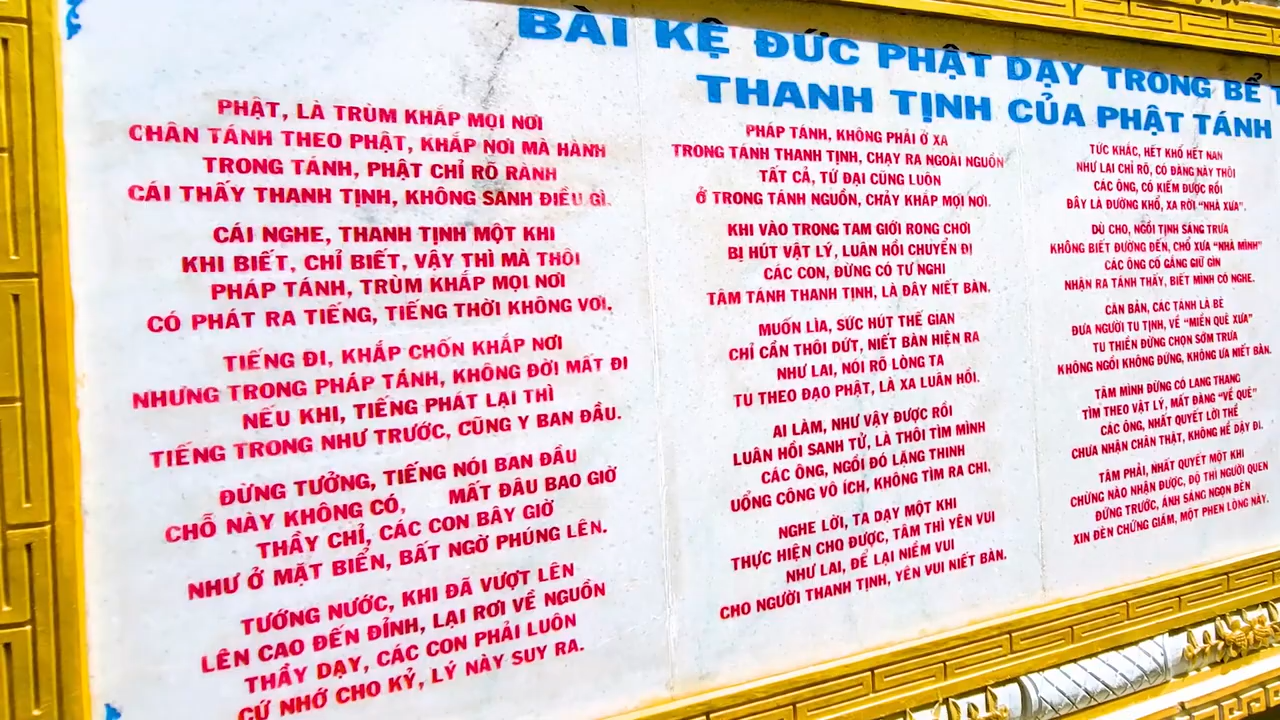 BÀI KỆ ĐỨC PHẬT DẠY TRONG BỂ
THANH TỊNH CỦA PHẬT TÁNH
PHẬT, LÀ TRÙM KHẮP MỌI NƠI
CHÂN TÁNH THEO PHẬT, KHẮP NƠI MÀ HÀNH
TRONG TÁNH, PHẬT CHỈ RÕ RÀNH
CÁI THẤY THANH TỊNH, KHÔNG SANH ĐIỀU GÌ.
CÁI NGHE, THANH TỊNH MỘT KHI
KHI BIẾT, CHỈ BIẾT, VẬY THÌ MÀ THÔI
PHÁP TÁNH, TRÙM KHẮP MỌI NƠI
CÓ PHÁT RA TIẾNG, TIẾNG THỜI KHÔNG VƠI.
TIẾNG ĐI, KHẮP CHỐN KHẮP NƠI
NHƯNG TRONG PHÁP TÁNH, KHÔNG ĐỜI MẤT ĐI
NẾU KHI, TIẾNG PHÁT LẠI THÌ
TIẾNG TRONG NHƯ TRƯỚC, CŨNG Y BAN ĐẦU.
ĐỪNG TƯỞNG, TIẾNG NÓI BAN ĐẦU
CHỖ NÀY KHÔNG CÓ, MẤT ĐÂU BAO GIỜ
THẦY CHỈ, CÁC CON BÂY GIỜ
NHƯ Ở MẶT BIỂN, BẤT NGỜ PHÚNG LÊN.
TƯỚNG NƯỚC, KHI ĐÃ VƯỢT LÊN
LÊN CAO ĐẾN ĐỈNH, LẠI RƠI VỀ NGUỒN
THẦY DẠY, CÁC CON PHẢI LUÔN
CỨ NHỚ CHO KỶ, LÝ NÀY SUY RA.
PHÁP TÁNH, KHÔNG PHẢI Ở XA
TRONG TÁNH THANH TỊNH, CHẠY RA NGOÀI NGUỒN
TẤT CẢ, TỨ ĐẠI CŨNG LUÔN
Ở TRONG TÁNH NGUỒN, CHẢY KHẮP MỌI NƠI.
KHI VÀO TRONG TAM GIỚI RONG CHƠI
BỊ HÚT VẬT LÝ, LUÂN HỒI CHUYỂN ĐI
CÁC CON, ĐỪNG CÓ TƯ NGHI
TÂM TÁNH THANH TỊNH, LÀ ĐÂY NIẾT BÀN.
MUỐN LÌA, SỨC HÚT THẾ GIAN
CHỈ CẦN THÔI DỨT, NIẾT BÀN HIỆN RA
NHƯ LAI, NÓI RÕ LÒNG TA
TU THEO ĐẠO PHẬT, LÀ XA LUÂN HỒI.
AI LÀM, NHƯ VẬY ĐƯỢC RỒI
LUÂN HỒI SANH TỬ, LÀ THÔI TÌM MÌNH
CÁC ÔNG, NGỒI ĐÓ LẶNG THINH
UỔNG CÔNG VÔ ÍCH, KHÔNG TÌM RA CHI.
NGHE LỜI, TA DẠY MỘT KHI
THỰC HIỆN CHO ĐƯỢC, TÂM THÌ YÊN VUI
NHƯ LAI, ĐỂ LẠI NIỀM VUI
CHO NGƯỜI THANH TỊNH, YÊN VUI NIẾT BÀN.
TỨC KHẮC, HẾT KHỔ HẾT NAN
NHƯ LAI CHỈ RÕ, CÓ ĐÀNG NÀY THÔI
CÁC ÔNG, CÓ KIẾM ĐƯỢC RỒI
ĐÂY LÀ ĐƯỜNG KHỔ, XA RỜI "NHÀ XƯA".
DÙ CHO, NGỒI TỊNH SÁNG TRƯA
KHÔNG BIẾT ĐƯỜNG ĐẾN, CHỔ XƯA "NHÀ MÌNH"
CÁC ÔNG CÓ GẮNG GIỮ GÌN
NHẬN RA TÁNH THẤY, BIẾT MÌNH CÓ NGHE.
CĂN BẢN, CÁC TÁNH LÀ BÈ
ĐƯA NGƯỜI TU TỊNH, VỀ "MIỀN QUÊ XƯA"
TU THIỀN ĐỪNG CHỌN SỚM TRƯA
KHÔNG NGỒI KHÔNG ĐỨNG, KHÔNG ƯA NIẾT BÀN.
TÂM MÌNH ĐỪNG CÓ LANG THANG
TÌM THEO VẬT LÝ, MẤT ĐÀNG "VỀ QUÊ"
CÁC ÔNG, NHẤT QUYẾT LỜI THỀ
CHƯA NHẬN CHÂN THẬT, KHÔNG HỀ DẬY ĐI.
TÂM PHẢI, NHẤT QUYẾT MỘT KHI
CHỪNG NÀO NHẬN ĐƯỢC, ĐỘ THÌ NGƯỜI QUEN
ĐỨNG TRƯỚC, ÁNH SÁNG NGỌN ĐÈN
XIN ĐÈN CHỨNG GIÁM, MỘT PHEN LÒNG NÀY.